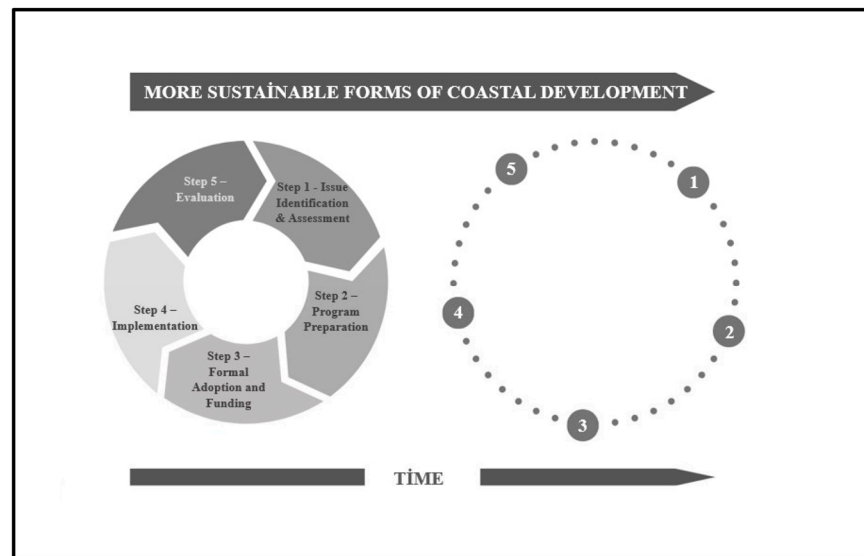 MORE SUSTAİNABLE FORMS OF COASTAL DEVELOPMENT
Step 5 –
Evaluation
Step 1 - Issue
Identification
& Assessment
Step 2 –
Program
Preparation
Step 3 –
Formal
Adoption and
Funding
Step 4 –
Implementation
5
1
4
2
3
TİME